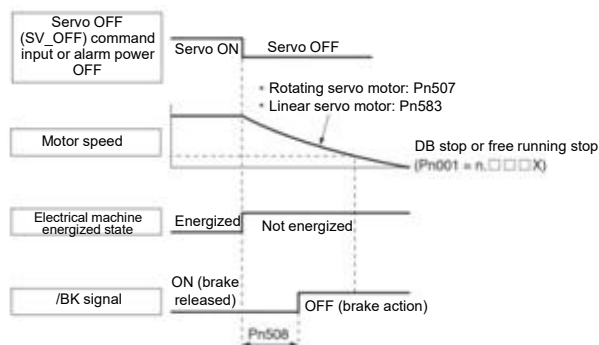 Servo OFF
(SV_OFF) command
input or alarm power
OFF
Servo ON
Servo OFF
• Rotating servo motor: Pn507
• Linear servo motor: Pn583
Motor speed
DB stop or free running stop
(Pn001 = n.□□□X)
Electrical machine
energized state
Energized
Not energized
/BK signal
ON (brake
released)
OFF (brake action)
Pn508